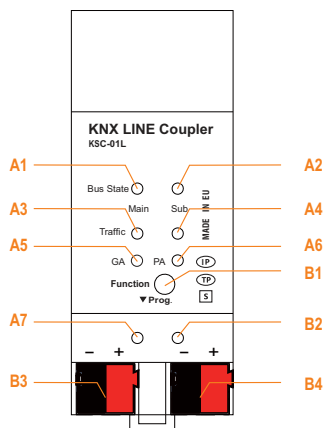 KNX LINE Coupler
KSC-01L
A1
A2
Bus State
Main
Sub
A3
A4
Traffic
MADE IN EU
A5
A6
GA
PA
IP
B1
Function
TP
▼Prog.
S
A7
B2
– +
– +
B3
B4